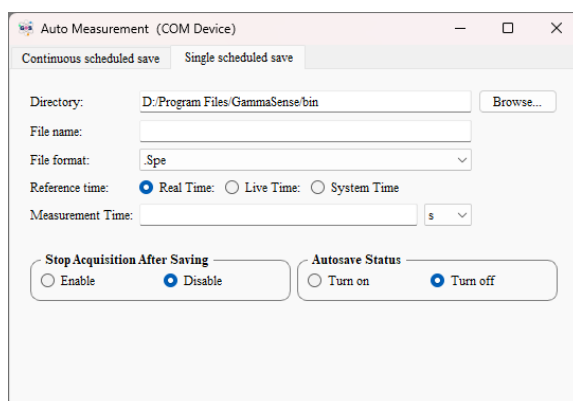 Auto Measurement (COM Device)
Continuous scheduled save Single scheduled save
Directory: D:/Program Files/GammaSense/bin Browse...
File name:
File format: .Spe
Reference time: Real Time: Live Time: System Time
Measurement Time: s
Stop Acquisition After Saving Autosave Status
Enable Disable Turn on Turn off